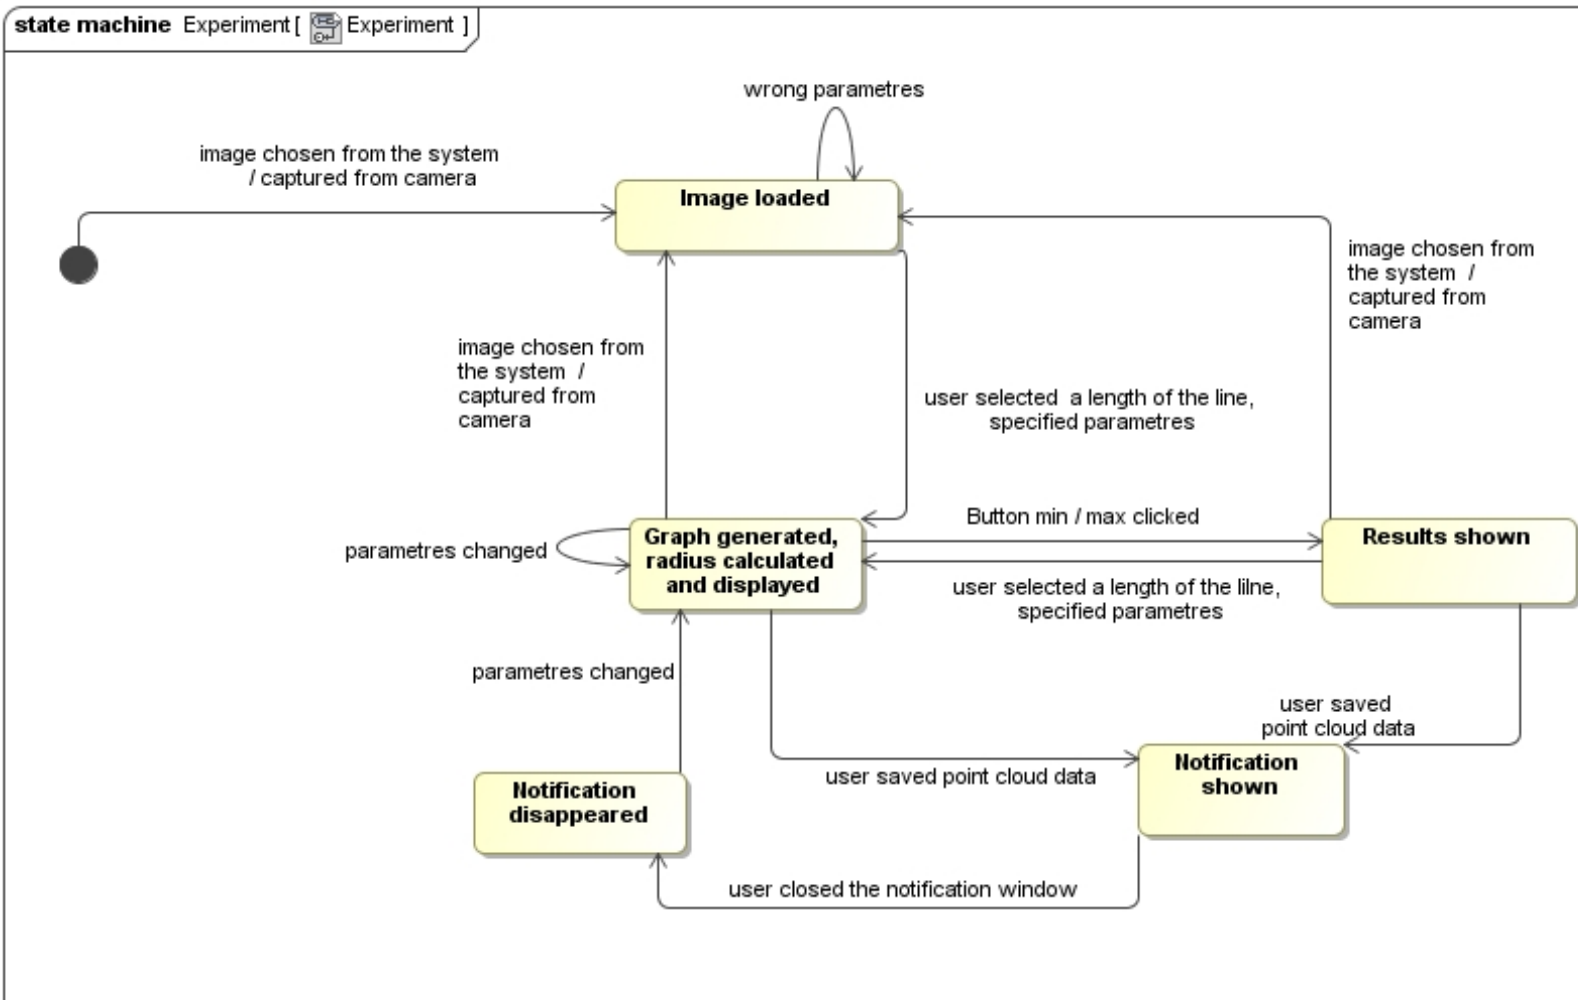 state machine Experiment [ Experiment ]
wrong parametres
image chosen from the system
/ captured from camera
Image loaded
image chosen from
the system /
captured from
camera
image chosen from
the system /
captured from
camera
user selected a length of the line,
specified parametres
Button min / max clicked
Graph generated,
radius calculated
and displayed
Results shown
parametres changed
user selected a length of the lilne,
specified parametres
parametres changed
user saved
point cloud data
user saved point cloud data
Notification
shown
Notification
disappeared
user closed the notification window